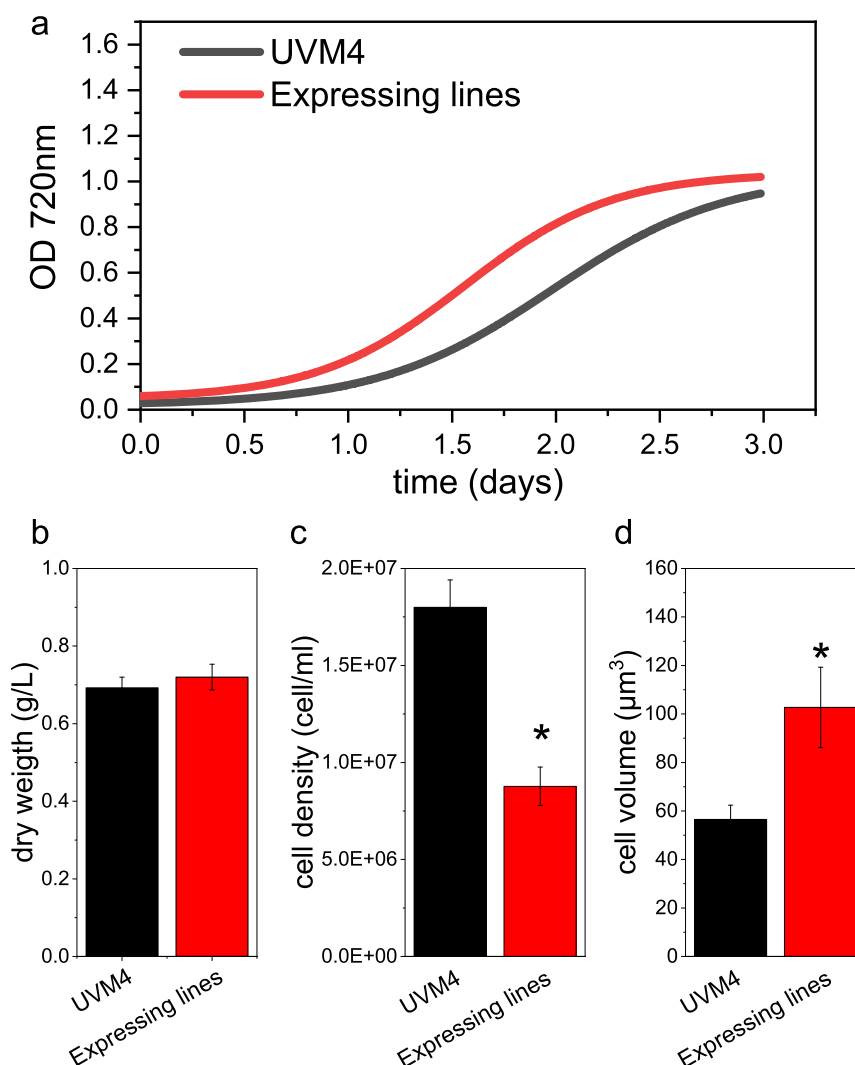 a
UVM4
Expressing lines
OD 720nm
1.6
1.4
1.2
1.0
0.8
0.6
0.4
0.2
0.0
0.0 0.5 1.0 1.5 2.0 2.5 3.0
time (days)
b
dry weigth (g/L)
1.0
0.8
0.6
0.4
0.2
0.0
UVM4
Expressing lines
c
cell density (cell/ml)
2.0E+07
1.5E+07
1.0E+07
5.0E+06
0.0E+00
*
UVM4
Expressing lines
d
cell volume (µm³)
160
140
120
100
80
60
40
20
0
*
UVM4
Expressing lines